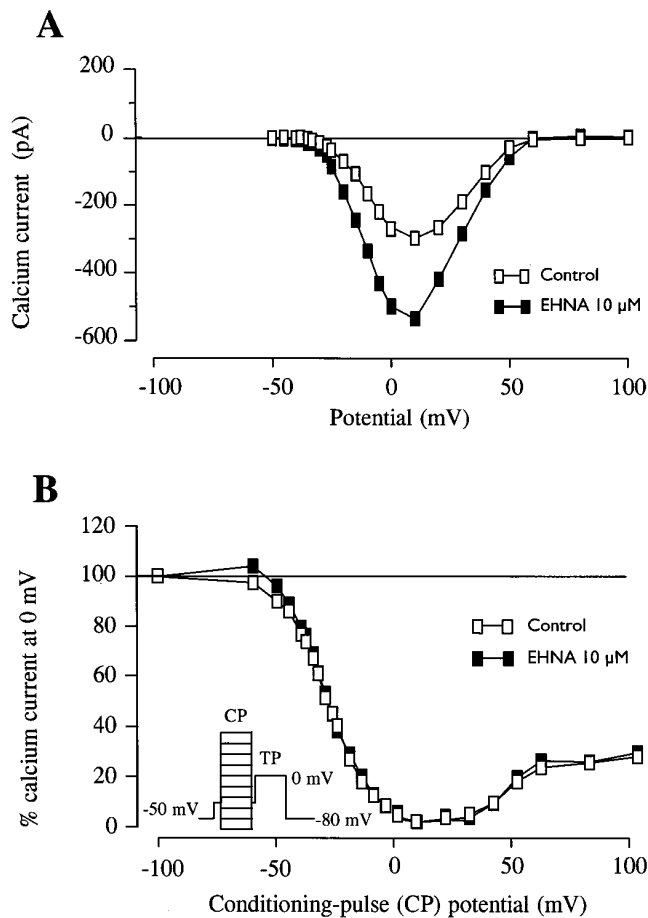 A
200
0
-200
-400
-600
Calcium current (pA)
Control
EHNA 10 μM
-100
-50
0
50
100
Potential (mV)
B
120
100
80
60
40
20
0
% calcium current at 0 mV
Control
EHNA 10 μM
CP
TP
0 mV
-50 mV
-80 mV
-100
-50
0
50
100
Conditioning-pulse (CP) potential (mV)